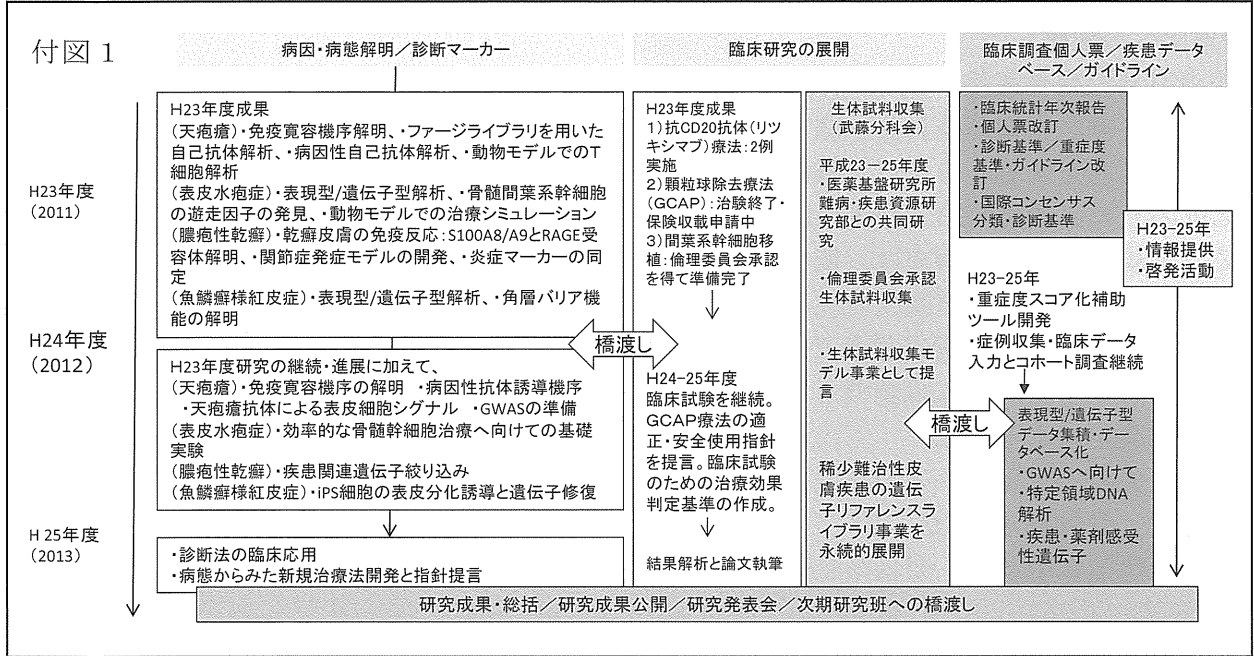 付図1
病因・病態解明/診断マーカー
臨床研究の展開
臨床調査個人票/疾患データ
ベース/ガイドライン
H23年度
(2011)
H24年度
(2012)
H 25年度
(2013)
H23年度成果
(天疱瘡)・免疫寛容機序解明、・ファージライブラリを用いた
自己抗体解析、・病因性自己抗体解析、・動物モデルでのT
細胞解析
(表皮水疱症)・表現型/遺伝子型解析、・骨髄間葉系幹細胞
の遊走因子の発見、・動物モデルでの治療シミュレーション
(膿疱性乾癬)・乾癬皮膚の免疫反応:S100A8/A9とRAGE受
容体解明、・関節症発症モデルの開発、・炎症マーカーの同
定
(魚鱗癬様紅皮症)・表現型/遺伝子型解析、・角層バリア機
能の解明
H23年度研究の継続・進展に加えて、
(天疱瘡)・免疫寛容機序の解明 ・病因性抗体誘導機序
・天疱瘡抗体による表皮細胞シグナル ・GWASの準備
(表皮水疱症)・効率的な骨髄幹細胞治療へ向けての基礎
実験
(膿疱性乾癬)・疾患関連遺伝子絞り込み
(魚鱗癬様紅皮症)・iPS細胞の表皮分化誘導と遺伝子修復
・診断法の臨床応用
・病態からみた新規治療法開発と指針提言
橋渡し
H23年度成果
1)抗CD20抗体(リツ
キシマブ)療法:2例
実施
2)顆粒球除去療法
(GCAP):治験終了・
保険収載申請中
3)間葉系幹細胞移
植:倫理委員会承認
を得て準備完了
H24-25年度
臨床試験を継続。
GCAP療法の適
正・安全使用指針
を提言。臨床試験
のための治療効果
判定基準の作成。
結果解析と論文執筆
生体試料収集
(武藤分科会)
平成23-25年度
・医薬基盤研究所
難病・疾患資源研
究部との共同研
究
・倫理委員会承認
生体試料収集
・生体試料収集モ
デル事業として提
言
稀少難治性皮
膚疾患の遺伝
子リファレンスラ
イブラリ事業を
永続的展開
橋渡し
・臨床統計年次報告
・個人票改訂
・診断基準/重症度
基準・ガイドライン改
訂
・国際コンセンサス
分類・診断基準
H23-25年
・重症度スコア化補助
ツール開発
・症例収集・臨床データ
入力とコホート調査継続
表現型/遺伝子型
データ集積・デー
タベース化
・GWASへ向けて
・特定領域DNA
解析
・疾患・薬剤感受
性遺伝子
H23-25年
・情報提供
・啓発活動
研究成果・総括/研究成果公開/研究発表会/次期研究班への橋渡し